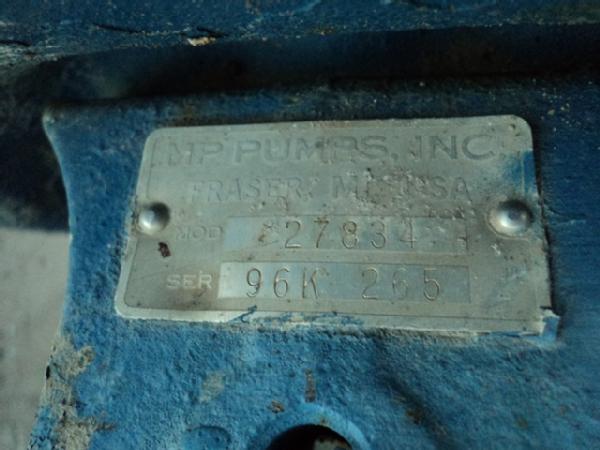 MP PUMPS, INC.
FRASER, MI. USA
MOD 27834
SER 96K 265